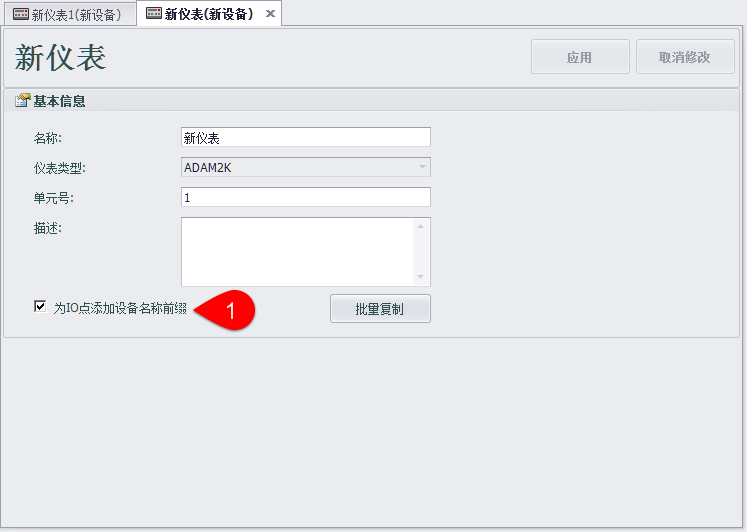 新仪表1(新设备)
新仪表(新设备)
新仪表
应用
取消修改
基本信息
名称:
新仪表
仪表类型:
ADAM2K
单元号:
1
描述:
为IO点添加设备名称前缀
1
批量复制